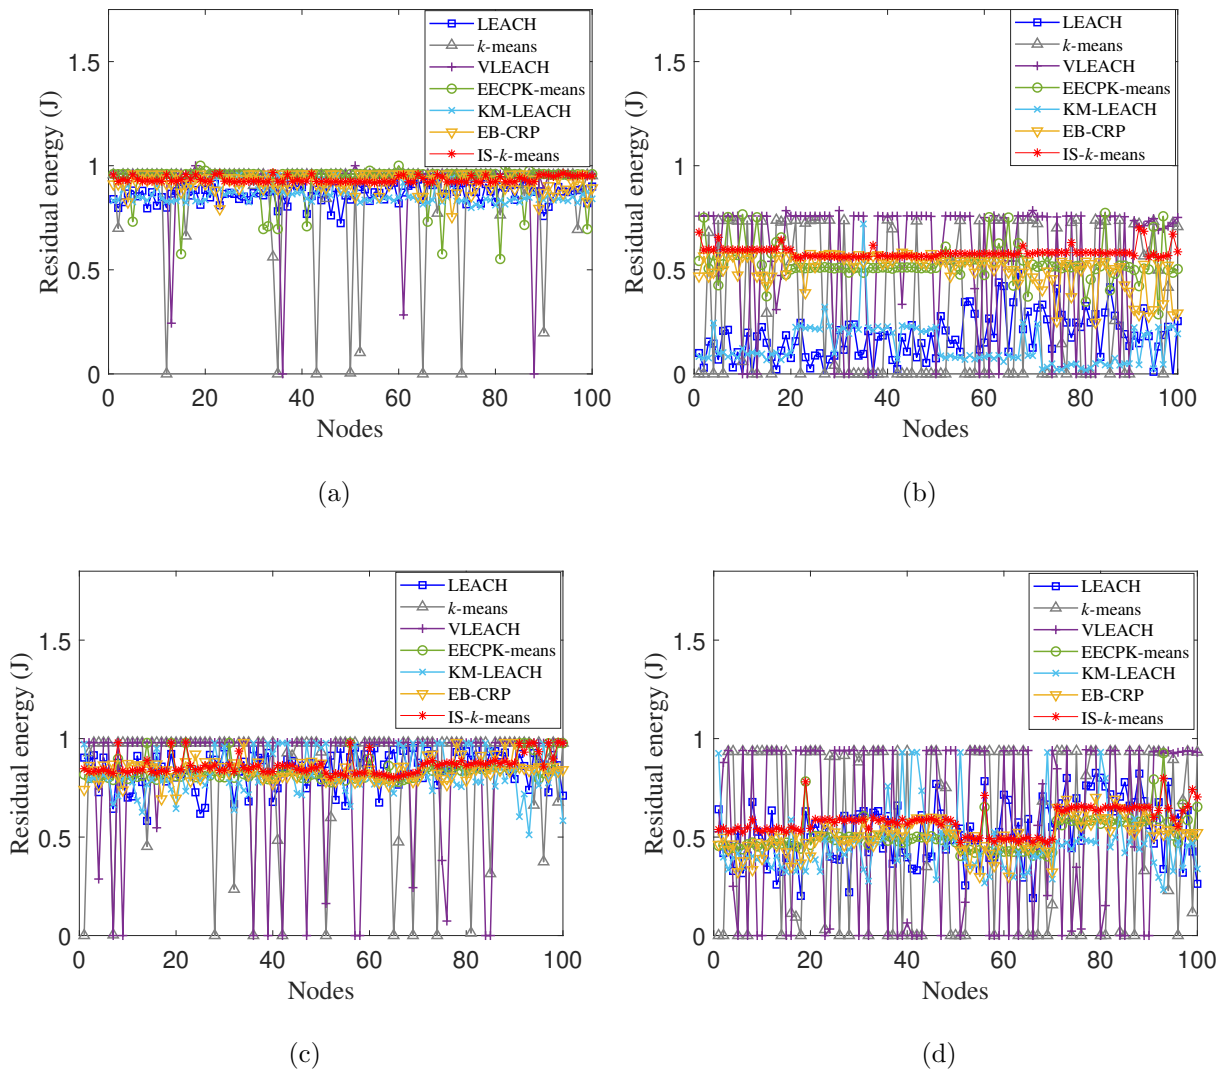 1.5
1
0.5
0
0 20 40 60 80 100
Residual energy (J)
Nodes
LEACH
k-means
VLEACH
EECPK-means
KM-LEACH
EB-CRP
IS-k-means
(a)
1.5
1
0.5
0
0 20 40 60 80 100
Residual energy (J)
Nodes
LEACH
k-means
VLEACH
EECPK-means
KM-LEACH
EB-CRP
IS-k-means
(b)
1.5
1
0.5
0
0 20 40 60 80 100
Residual energy (J)
Nodes
LEACH
k-means
VLEACH
EECPK-means
KM-LEACH
EB-CRP
IS-k-means
(c)
1.5
1
0.5
0
0 20 40 60 80 100
Residual energy (J)
Nodes
LEACH
k-means
VLEACH
EECPK-means
KM-LEACH
EB-CRP
IS-k-means
(d)